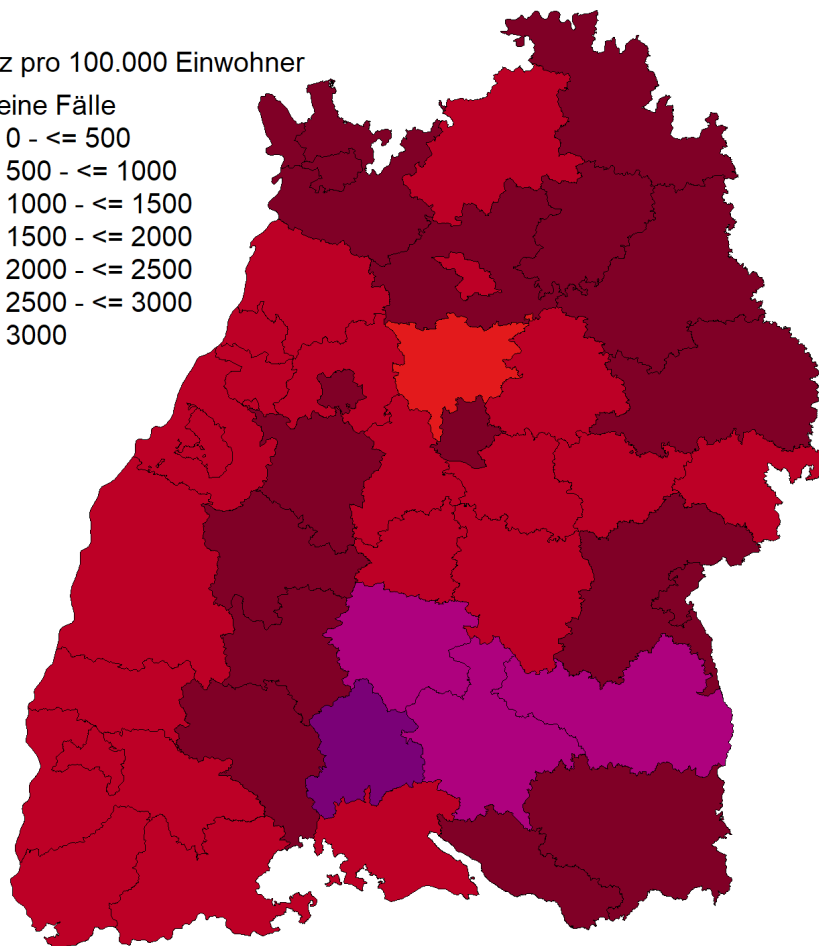 z pro 100.000 Einwohner
eine Fälle
0 - <= 500
500 - <= 1000
1000 - <= 1500
1500 - <= 2000
2000 - <= 2500
2500 - <= 3000
3000